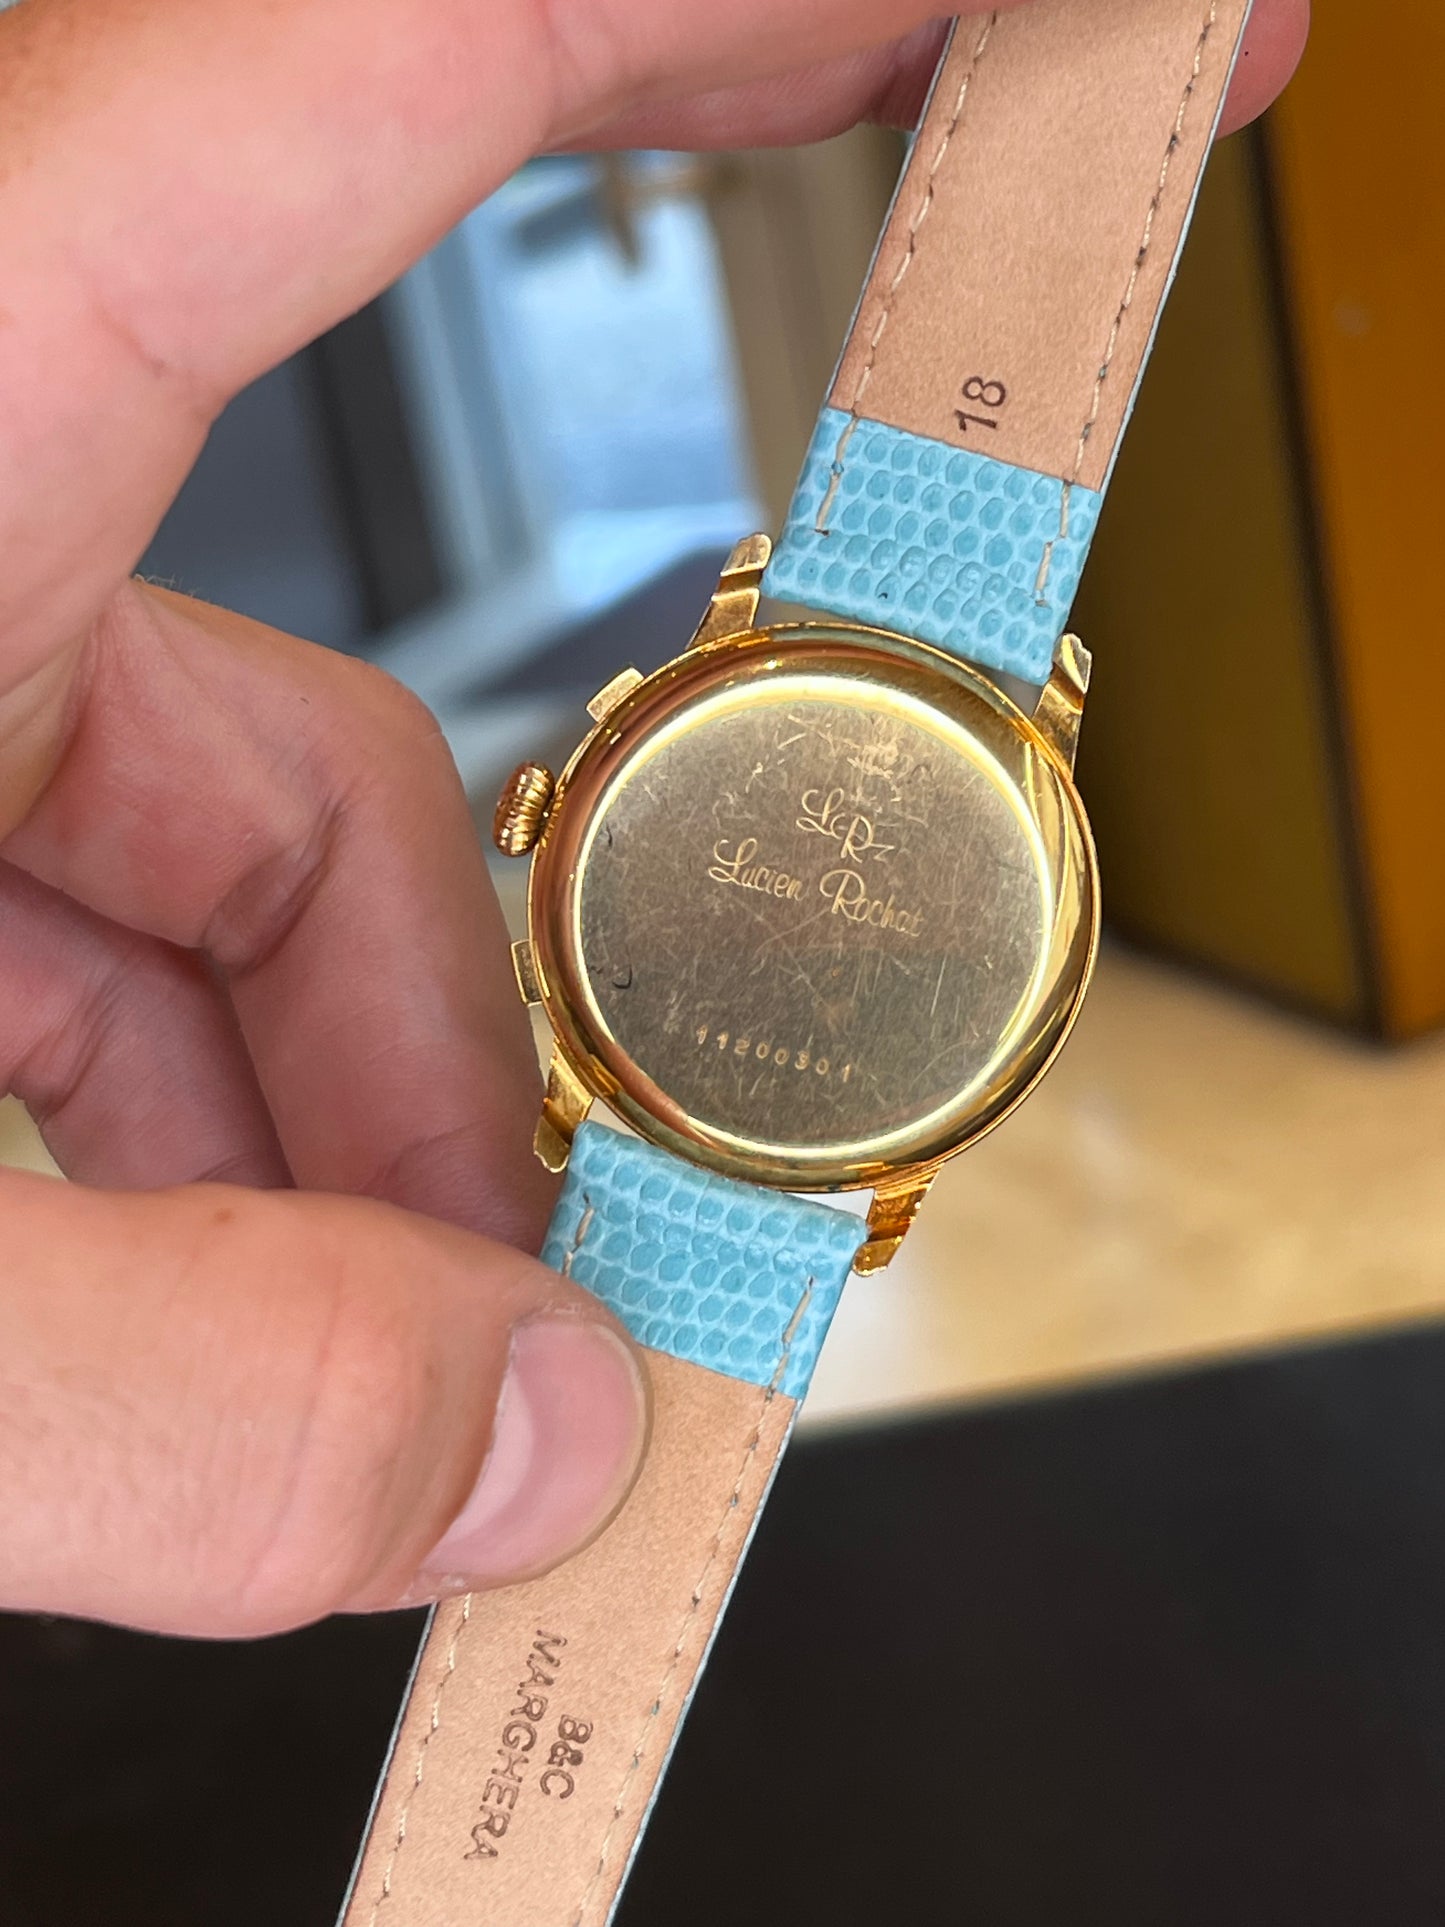 18
LR
Lucien Rochat
11200301
B&C
MARGHERA